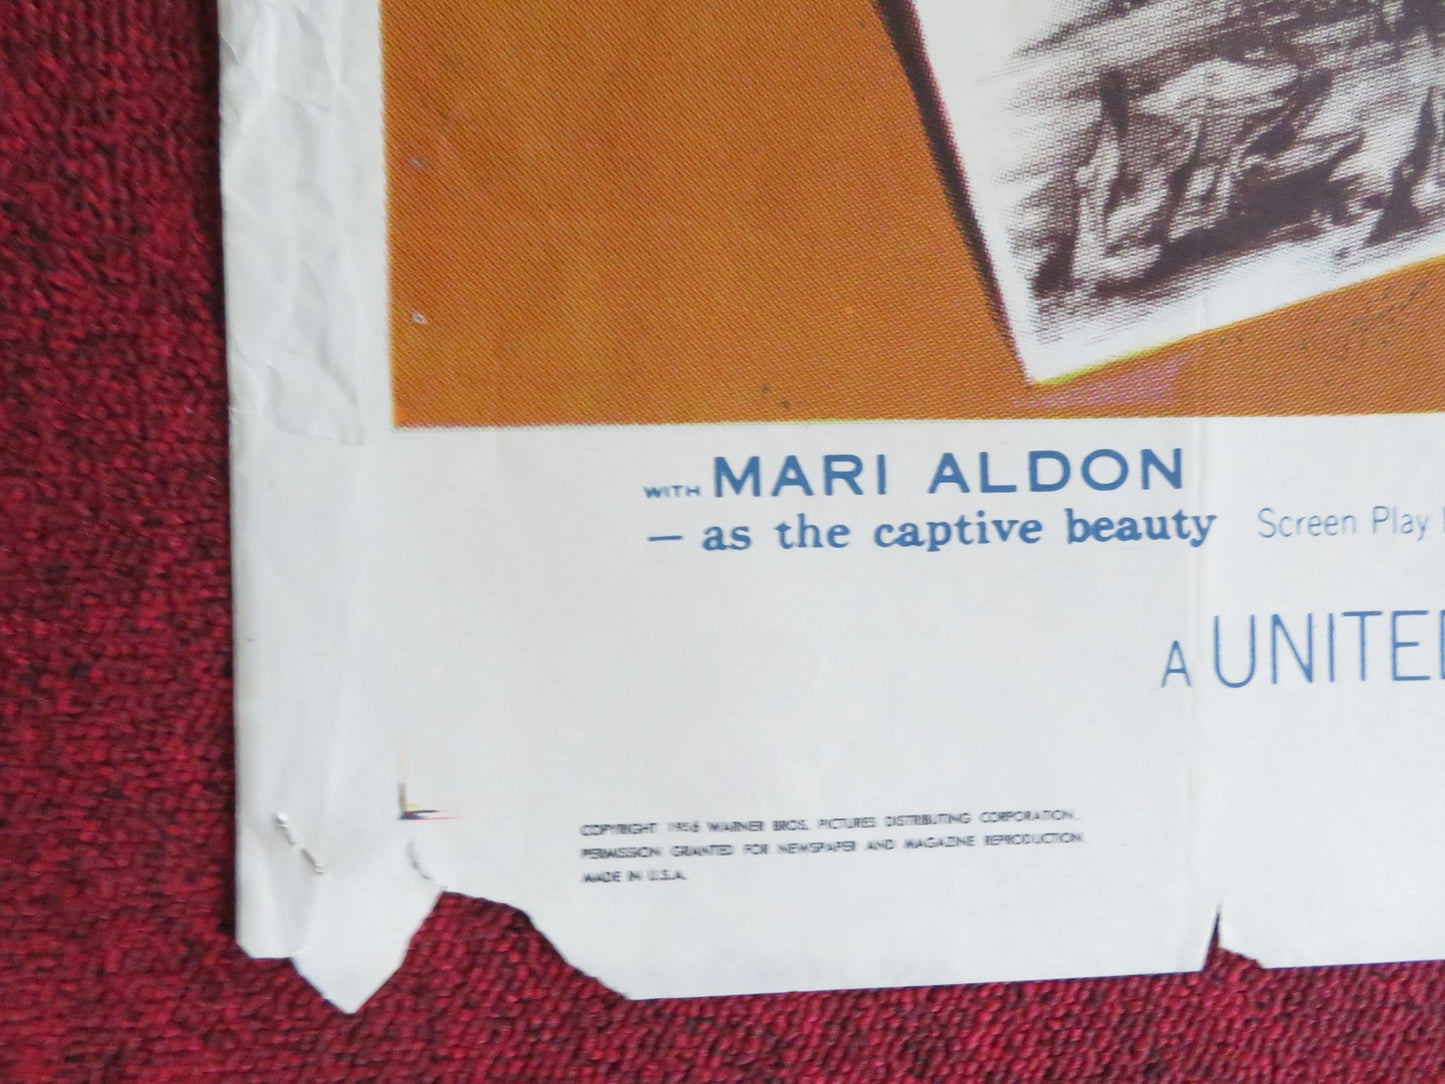 WITH MARI ALDON
— as the captive beauty Screen Play
A UNITED
COPYRIGHT 1956 WARNER BROS. PICTURES DISTRIBUTING CORPORATION.
PERMISSION GRANTED FOR NEWSPAPER AND MAGAZINE REPRODUCTION
MADE IN U.S.A.